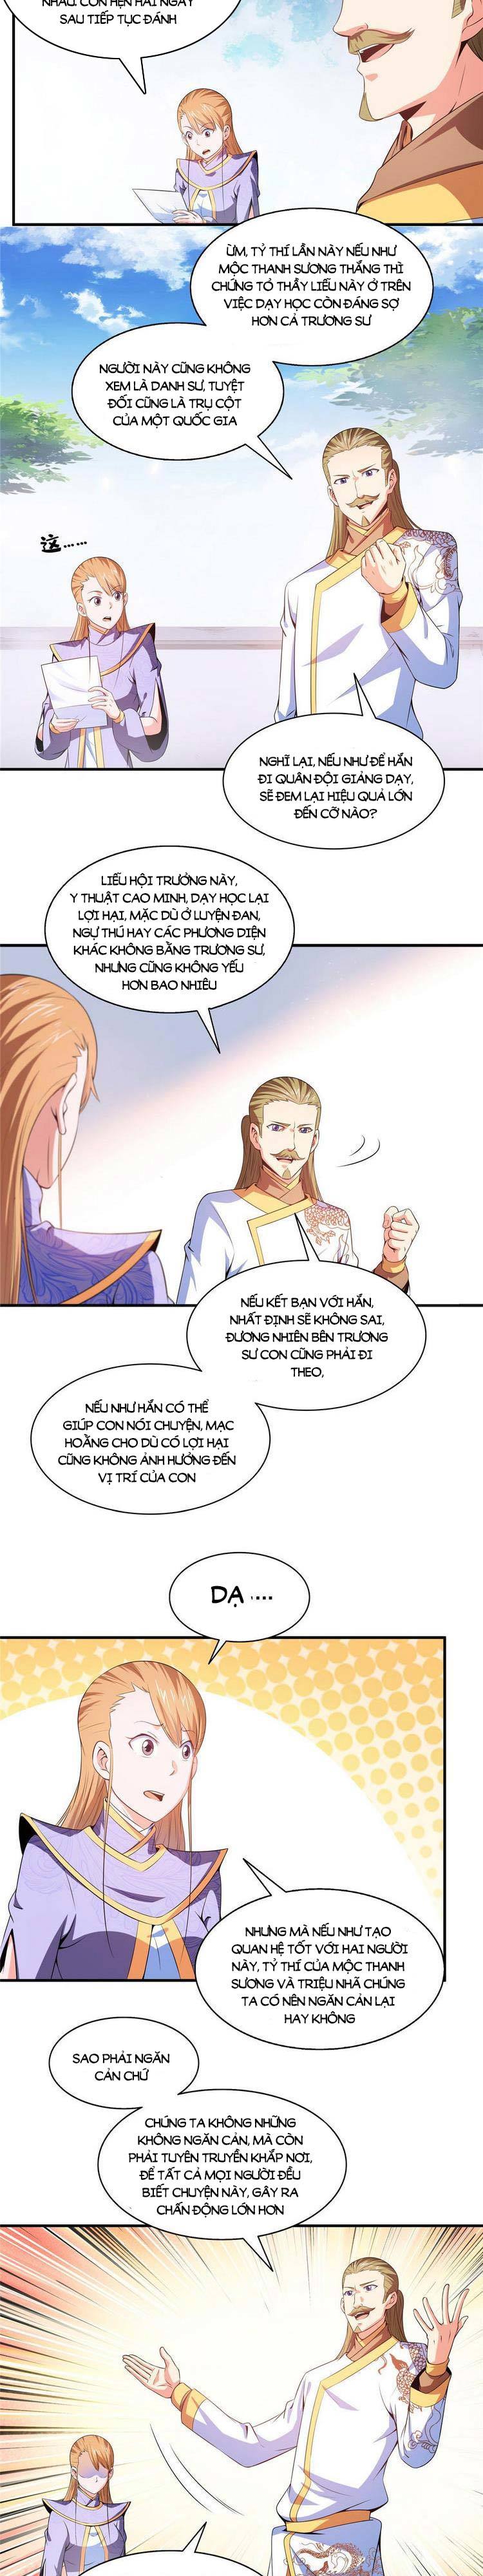 NHAU. CÒN HẸN HAI NGÀY
SAU TIẾP TỤC ĐÁNH
ỪM, TỶ THÍ LẦN NÀY NẾU NHƯ
MỘC THANH SƯƠNG THẮNG THÌ
CHỨNG TỎ THẦY LIỄU NÀY Ở TRÊN
VIỆC DẠY HỌC CÒN ĐÁNG SỢ
HƠN CẢ TRƯƠNG SƯ
NGƯỜI NÀY CŨNG KHÔNG
XEM LÀ DANH SƯ, TUYỆT
ĐỐI CŨNG LÀ TRỤ CỘT
CỦA MỘT QUỐC GIA
这……
NGHĨ LẠI, NẾU NHƯ ĐỂ HẮN
ĐI QUÂN ĐỘI GIẢNG DẠY,
SẼ ĐEM LẠI HIỆU QUẢ LỚN
ĐẾN CỠ NÀO?
LIỄU HỘI TRƯỞNG NÀY,
Y THUẬT CAO MINH, DẠY HỌC LẠI
LỢI HẠI, MẶC DÙ Ở LUYỆN ĐAN,
NGỰ THÚ HAY CÁC PHƯƠNG DIỆN
KHÁC KHÔNG BẰNG TRƯƠNG SƯ,
NHƯNG CŨNG KHÔNG YẾU
HƠN BAO NHIÊU
NẾU KẾT BẠN VỚI HẮN,
NHẤT ĐỊNH SẼ KHÔNG SAI,
ĐƯƠNG NHIÊN BÊN TRƯƠNG
SƯ CON CŨNG PHẢI ĐI
THEO,
NẾU NHƯ HẮN CÓ THỂ
GIÚP CON NÓI CHUYỆN, MẠC
HOẰNG CHO DÙ CÓ LỢI HẠI
CŨNG KHÔNG ẢNH HƯỞNG ĐẾN
VỊ TRÍ CỦA CON
DẠ ....
NHƯNG MÀ NẾU NHƯ TẠO
QUAN HỆ TỐT VỚI HAI NGƯỜI
NÀY, TỶ THÍ CỦA MỘC THANH
SƯƠNG VÀ TRIỆU NHÃ CHÚNG
TA CÓ NÊN NGĂN CẢN LẠI
HAY KHÔNG
SAO PHẢI NGĂN
CẢN CHỨ
CHÚNG TA KHÔNG NHỮNG
KHÔNG NGĂN CẢN, MÀ CÒN
PHẢI TUYÊN TRUYỀN KHẮP NƠI,
ĐỂ TẤT CẢ MỌI NGƯỜI ĐỀU
BIẾT CHUYỆN NÀY, GÂY RA
CHẤN ĐỘNG LỚN HƠN